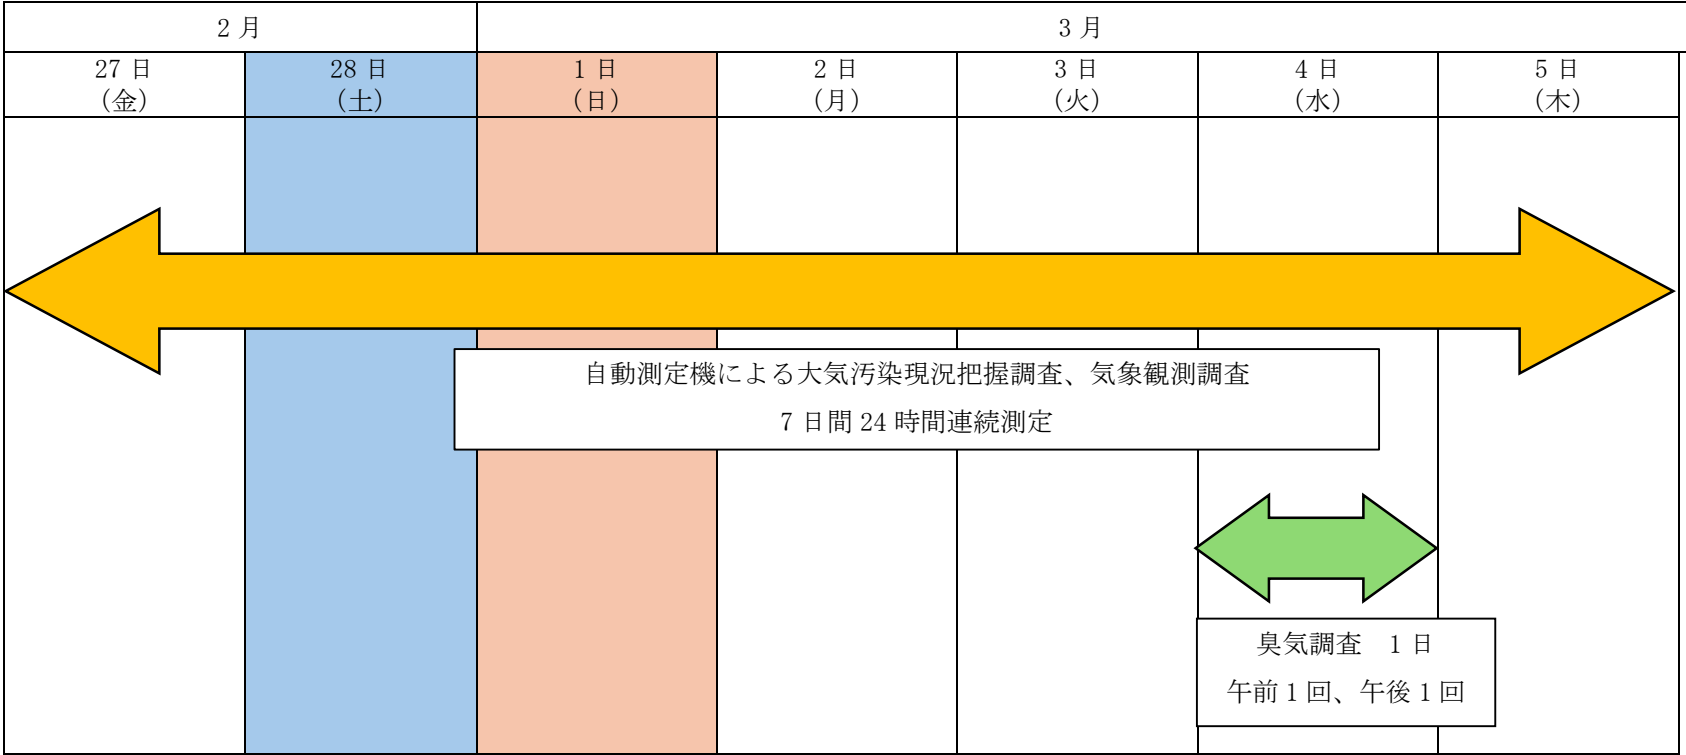 2月 3月
27日 28日 1日 2日 3日 4日 5日
（金） （土） （日） （月） （火） （水） （木）
自動測定機による大気汚染現況把握調査、気象観測調査
7日間24時間連続測定
臭気調査　1日
午前1回、午後1回